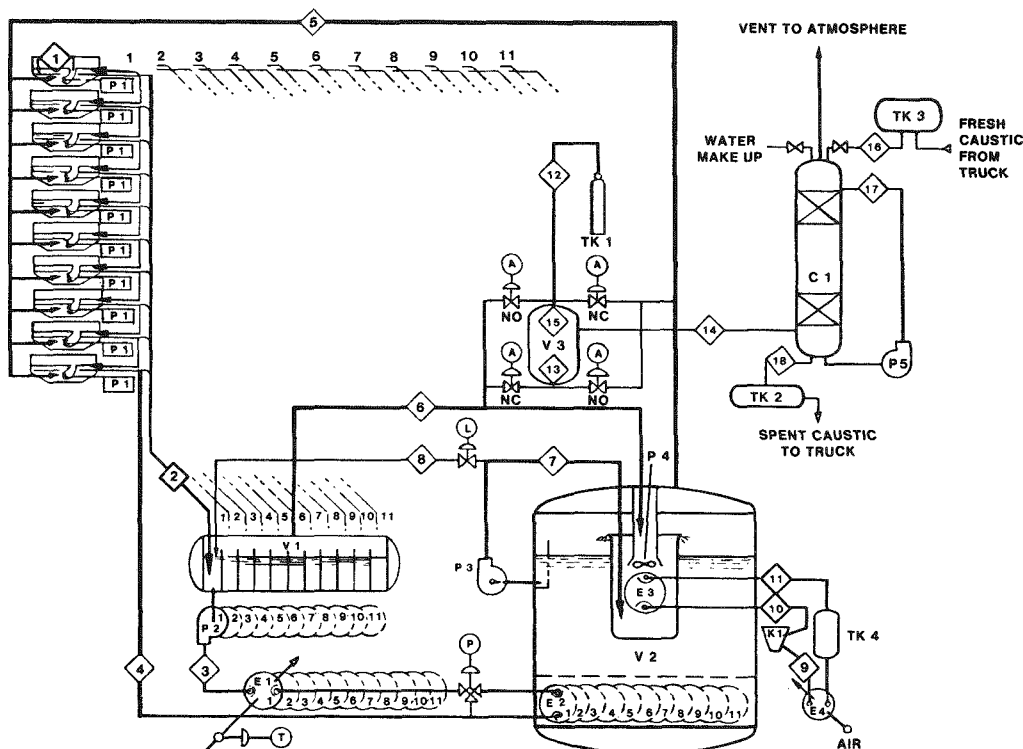 5
VENT TO ATMOSPHERE
1
1 2 3 4 5 6 7 8 9 10 11
P 1
P 1
P 1
P 1
P 1
P 1
P 1
P 1
P 1
P 1
TK 3
16
WATER
MAKE UP
FRESH
CAUSTIC
FROM
TRUCK
17
12
TK 1
C 1
A A
NO NC
15
V 3
14
13
A A
NC NO
18
P5
TK 2
SPENT CAUSTIC
TO TRUCK
6
L
8
7
P 4
2
1 2 3 4 5 6 7 8 9 10 11
V 1
P 3
E 3
11
10
K1
TK 4
P 2
1 2 3 4 5 6 7 8 9 10 11
V 2
4
3
P
9
E 1
1 2 3 4 5 6 7 8 9 10 11
E 2
1 2 3 4 5 6 7 8 9 10 11
E4
T
AIR